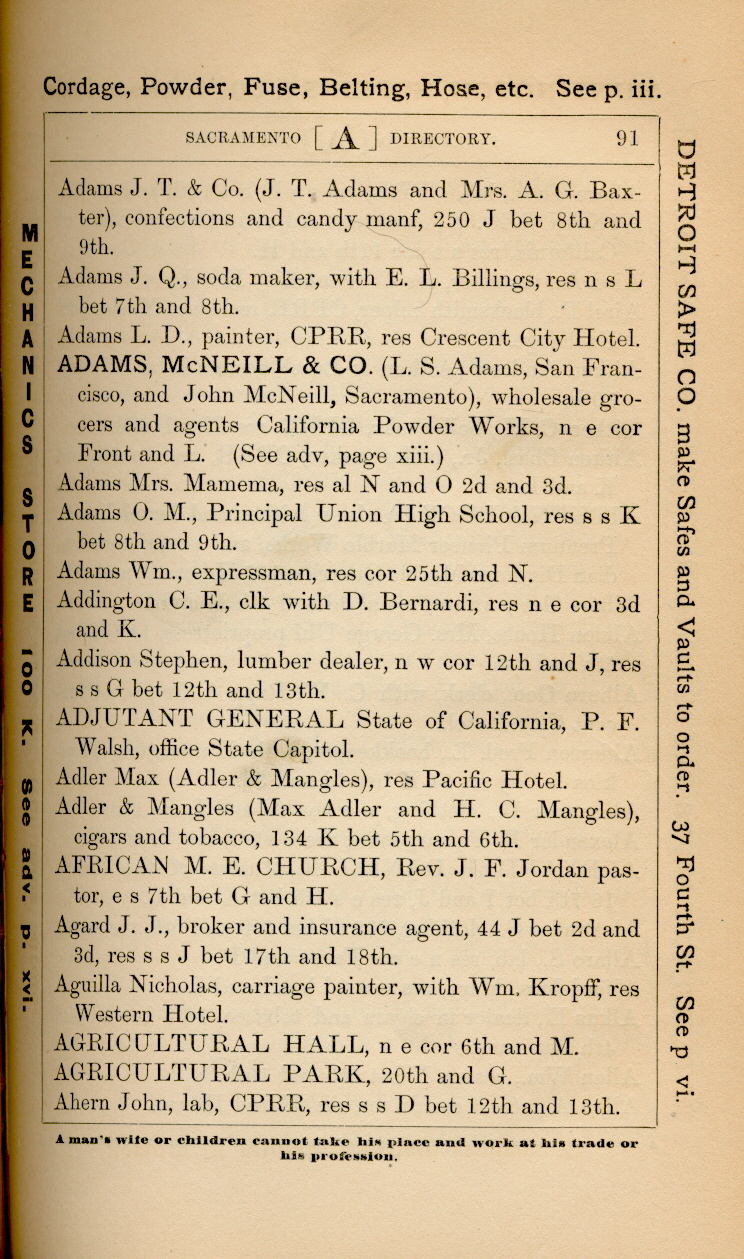 Cordage, Powder, Fuse, Belting, Hose, etc. See p. iii.
SACRAMENTO [ A ] DIRECTORY. 91
Adams J. T. & Co. (J. T. Adams and Mrs. A. G. Bax-
ter), confections and candy manf, 250 J bet 8th and
9th.
Adams J. Q., soda maker, with E. L. Billings, res n s L
bet 7th and 8th.
Adams L. D., painter, CPRR, res Crescent City Hotel.
ADAMS, McNEILL & CO. (L. S. Adams, San Fran-
cisco, and John McNeill, Sacramento), wholesale gro-
cers and agents California Powder Works, n e cor
Front and L. (See adv, page xiii.)
Adams Mrs. Mamema, res al N and O 2d and 3d.
Adams O. M., Principal Union High School, res s s K
bet 8th and 9th.
Adams Wm., expressman, res cor 25th and N.
Addington C. E., clk with D. Bernardi, res n e cor 3d
and K.
Addison Stephen, lumber dealer, n w cor 12th and J, res
s s G bet 12th and 13th.
ADJUTANT GENERAL State of California, P. F.
Walsh, office State Capitol.
Adler Max (Adler & Mangles), res Pacific Hotel.
Adler & Mangles (Max Adler and H. C. Mangles),
cigars and tobacco, 134 K bet 5th and 6th.
AFRICAN M. E. CHURCH, Rev. J. F. Jordan pas-
tor, e s 7th bet G and H.
Agard J. J., broker and insurance agent, 44 J bet 2d and
3d, res s s J bet 17th and 18th.
Aguilla Nicholas, carriage painter, with Wm. Kropff, res
Western Hotel.
AGRICULTURAL HALL, n e cor 6th and M.
AGRICULTURAL PARK, 20th and G.
Ahern John, lab, CPRR, res s s D bet 12th and 13th.
A man's wife or children cannot take his place and work at his trade or
his profession.
MECHANICS STORE 100 K. See adv. p. xvi.
DETROIT SAFE CO. make Safes and Vaults to order. 37 Fourth St. See p vi.